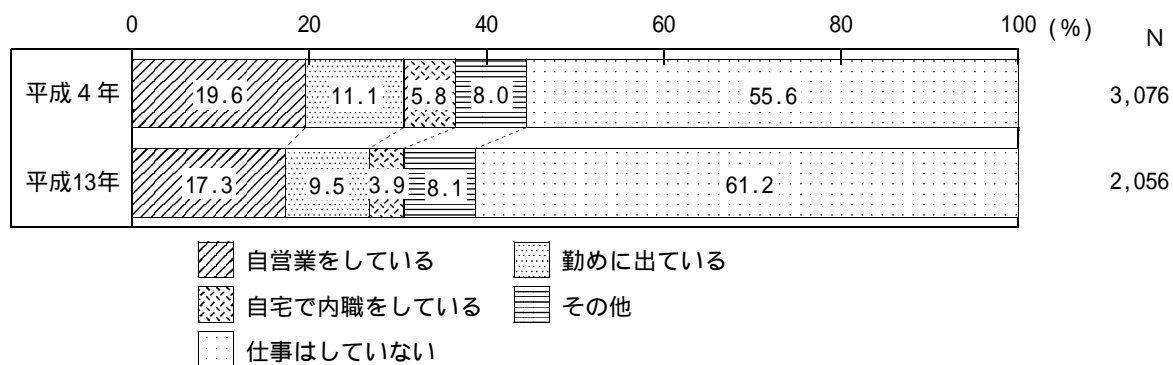 0 20 40 60 80 100 (%) N
平成４年 19.6 11.1 5.8 8.0 55.6 3,076
平成13年 17.3 9.5 3.9 8.1 61.2 2,056
自営業をしている 勤めに出ている
自宅で内職をしている その他
仕事はしていない